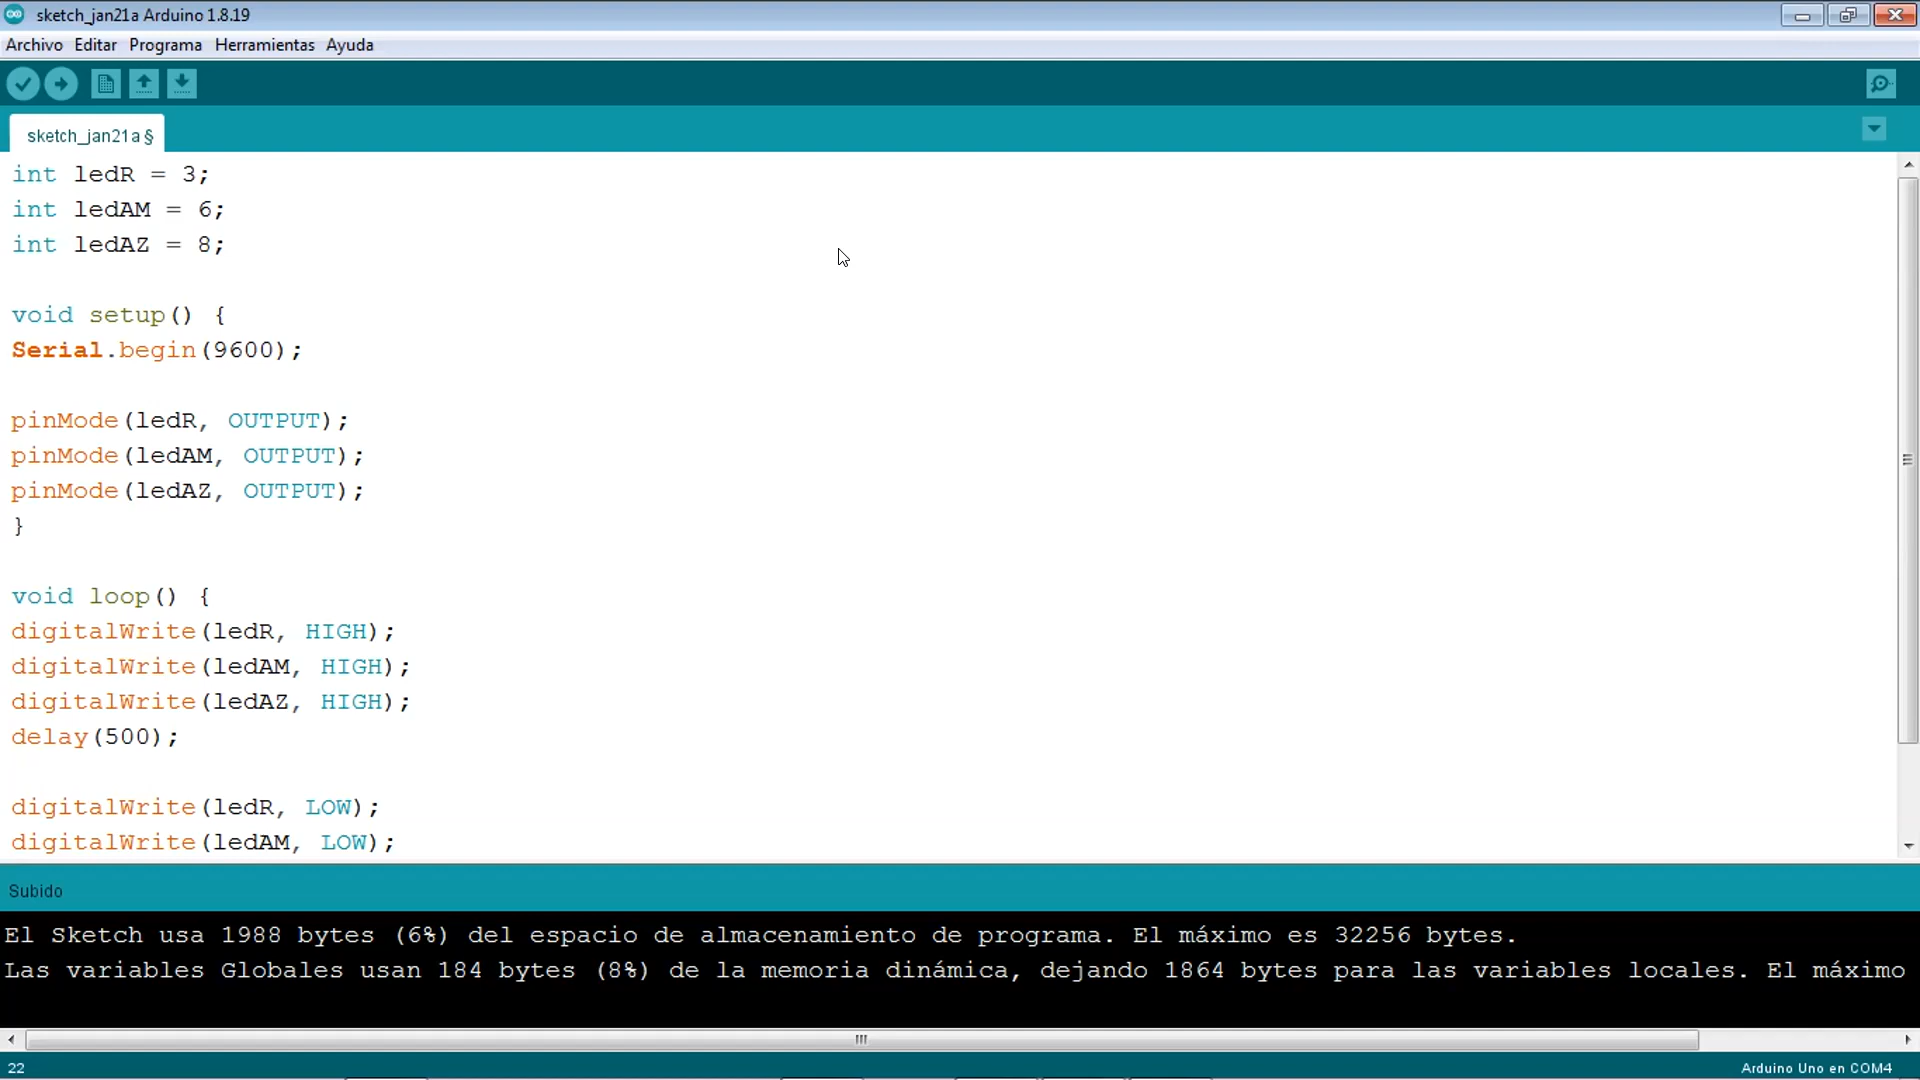 sketch_jan21a Arduino 1.8.19
Archivo Editar Programa Herramientas Ayuda
sketch_jan21a §
int ledR = 3;
int ledAM = 6;
int ledAZ = 8;
void setup() {
Serial.begin(9600);
pinMode(ledR, OUTPUT);
pinMode(ledAM, OUTPUT);
pinMode(ledAZ, OUTPUT);
}
void loop() {
digitalWrite(ledR, HIGH);
digitalWrite(ledAM, HIGH);
digitalWrite(ledAZ, HIGH);
delay(500);
digitalWrite(ledR, LOW);
digitalWrite(ledAM, LOW);
Subido
El Sketch usa 1988 bytes (6%) del espacio de almacenamiento de programa. El máximo es 32256 bytes.
Las variables Globales usan 184 bytes (8%) de la memoria dinámica, dejando 1864 bytes para las variables locales. El máximo
22
Arduino Uno en COM4